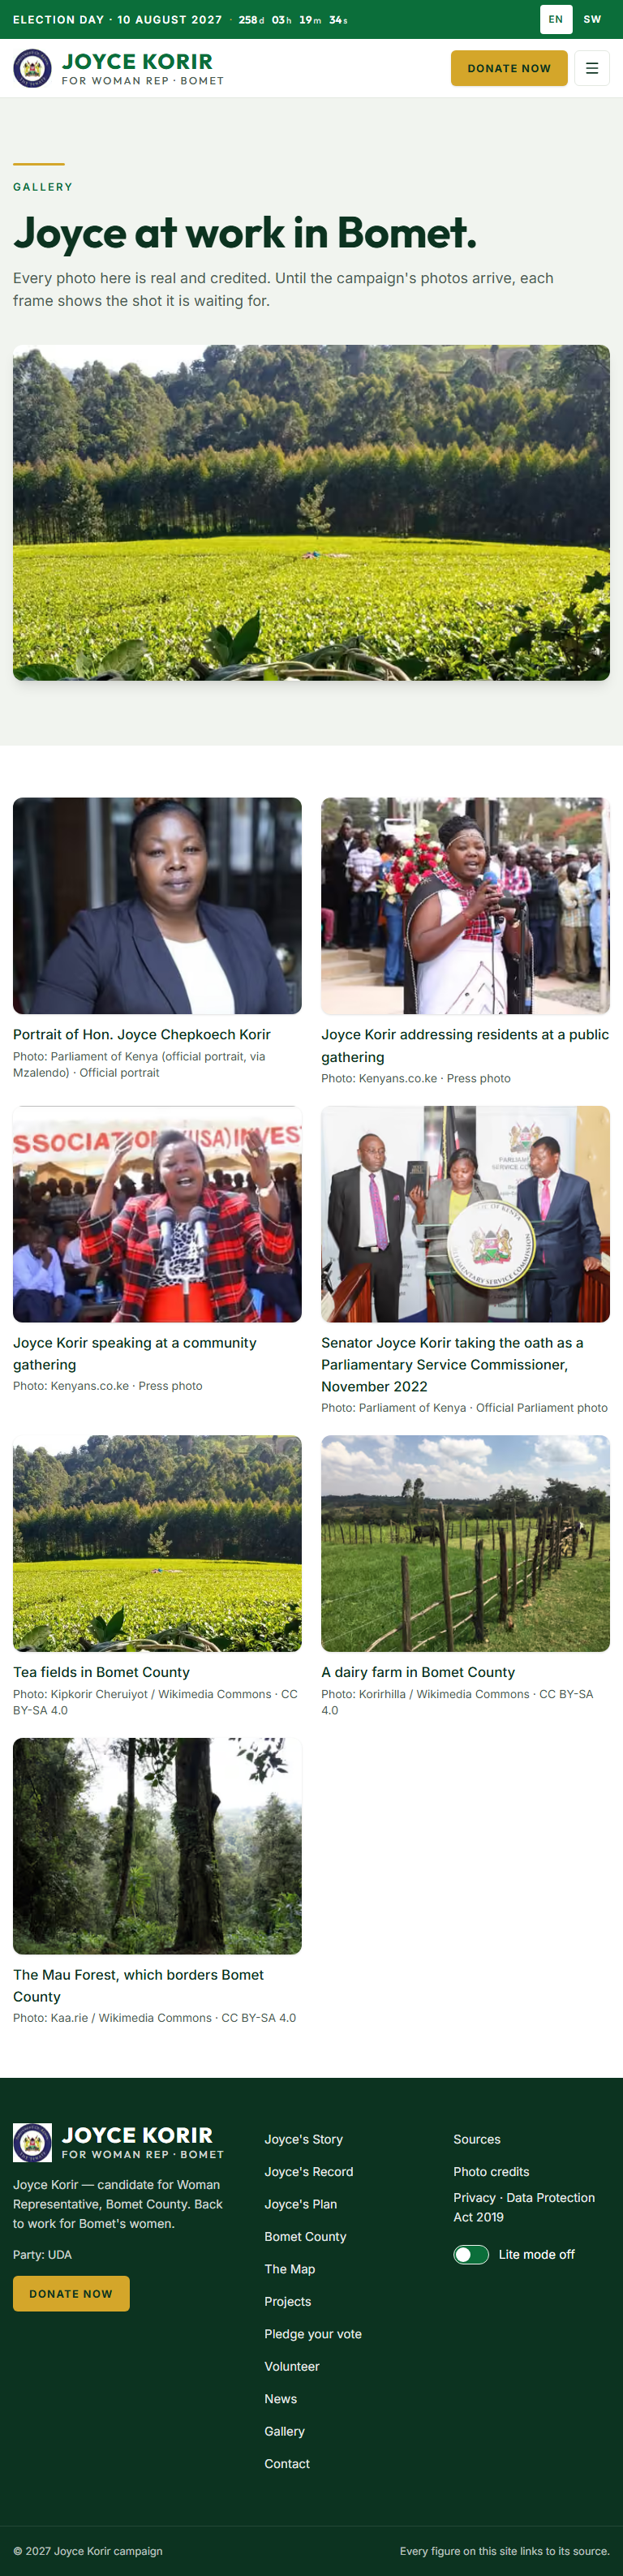 ELECTION DAY · 10 AUGUST 2027 · 258d 03h 19m 34s
EN SW
JOYCE KORIR
FOR WOMAN REP · BOMET
DONATE NOW
GALLERY
Joyce at work in Bomet.
Every photo here is real and credited. Until the campaign's photos arrive, each
frame shows the shot it is waiting for.
Portrait of Hon. Joyce Chepkoech Korir
Photo: Parliament of Kenya (official portrait, via
Mzalendo) · Official portrait
Joyce Korir addressing residents at a public
gathering
Photo: Kenyans.co.ke · Press photo
SSOCIATION (USA) INVEST
Joyce Korir speaking at a community
gathering
Photo: Kenyans.co.ke · Press photo
Senator Joyce Korir taking the oath as a
Parliamentary Service Commissioner,
November 2022
Photo: Parliament of Kenya · Official Parliament photo
Tea fields in Bomet County
Photo: Kipkorir Cheruiyot / Wikimedia Commons · CC
BY-SA 4.0
A dairy farm in Bomet County
Photo: Korirhilla / Wikimedia Commons · CC BY-SA
4.0
The Mau Forest, which borders Bomet
County
Photo: Kaa.rie / Wikimedia Commons · CC BY-SA 4.0
JOYCE KORIR
FOR WOMAN REP · BOMET
Joyce Korir — candidate for Woman
Representative, Bomet County. Back
to work for Bomet's women.
Party: UDA
DONATE NOW
Joyce's Story
Joyce's Record
Joyce's Plan
Bomet County
The Map
Projects
Pledge your vote
Volunteer
News
Gallery
Contact
Sources
Photo credits
Privacy · Data Protection
Act 2019
Lite mode off
© 2027 Joyce Korir campaign
Every figure on this site links to its source.